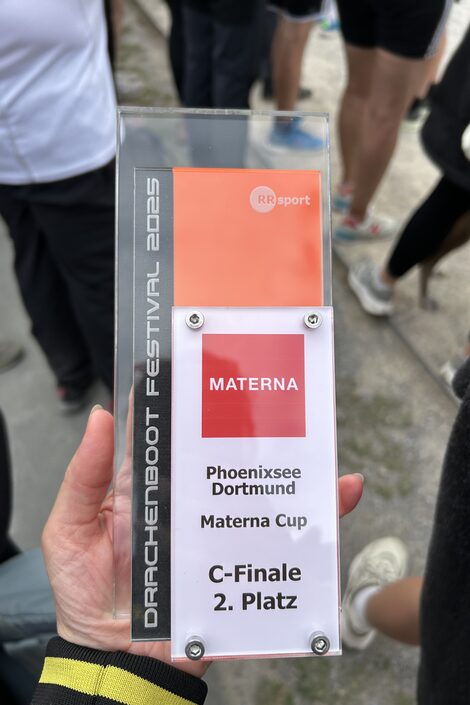 DRACHENBOOT FESTIVAL 2025
RRsport
MATERNA
Phoenixsee
Dortmund
Materna Cup
C-Finale
2. Platz